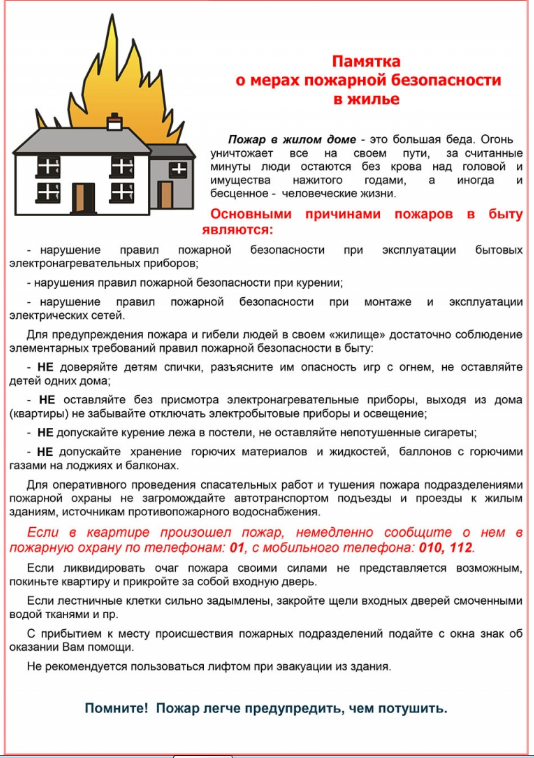 Памятка
о мерах пожарной безопасности
в жилье
Пожар в жилом доме - это большая беда. Огонь
уничтожает все на своем пути, за считанные
минуты люди остаются без крова над головой и
имущества нажитого годами, а иногда и
бесценное - человеческие жизни.
Основными причинами пожаров в быту
являются:
- нарушение правил пожарной безопасности при эксплуатации бытовых
электронагревательных приборов;
- нарушения правил пожарной безопасности при курении;
- нарушение правил пожарной безопасности при монтаже и эксплуатации
электрических сетей.
Для предупреждения пожара и гибели людей в своем «жилище» достаточно соблюдение
элементарных требований правил пожарной безопасности в быту:
- НЕ доверяйте детям спички, разъясните им опасность игр с огнем, не оставляйте
детей одних дома;
- НЕ оставляйте без присмотра электронагревательные приборы, выходя из дома
(квартиры) не забывайте отключать электробытовые приборы и освещение;
- НЕ допускайте курение лежа в постели, не оставляйте непотушенные сигареты;
- НЕ допускайте хранение горючих материалов и жидкостей, баллонов с горючими
газами на лоджиях и балконах.
Для оперативного проведения спасательных работ и тушения пожара подразделениями
пожарной охраны не загромождайте автотранспортом подъезды и проезды к жилым
зданиям, источникам противопожарного водоснабжения.
Если в квартире произошел пожар, немедленно сообщите о нем в
пожарную охрану по телефонам: 01, с мобильного телефона: 010, 112.
Если ликвидировать очаг пожара своими силами не представляется возможным,
покиньте квартиру и прикройте за собой входную дверь.
Если лестничные клетки сильно задымлены, закройте щели входных дверей смоченными
водой тканями и пр.
С прибытием к месту происшествия пожарных подразделений подайте с окна знак об
оказании Вам помощи.
Не рекомендуется пользоваться лифтом при эвакуации из здания.
Помните! Пожар легче предупредить, чем потушить.